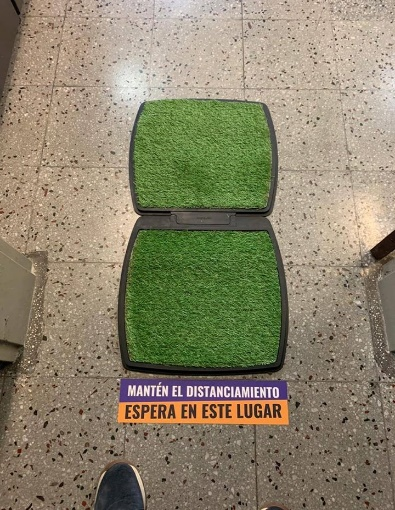 MANTÉN EL DISTANCIAMIENTO
ESPERA EN ESTE LUGAR